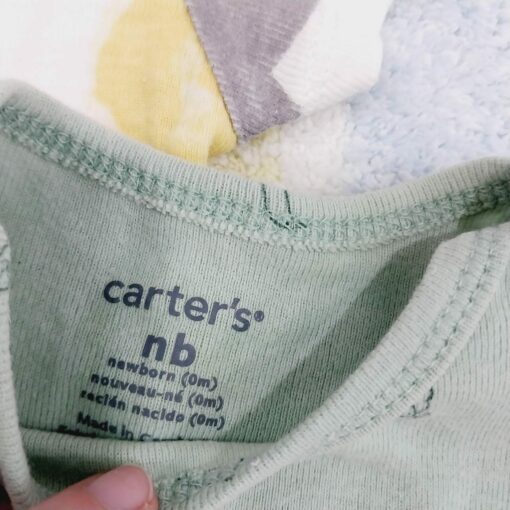 carter's®
nb
newborn (0m)
nouveau-né (0m)
recién nacido (0m)
Made in